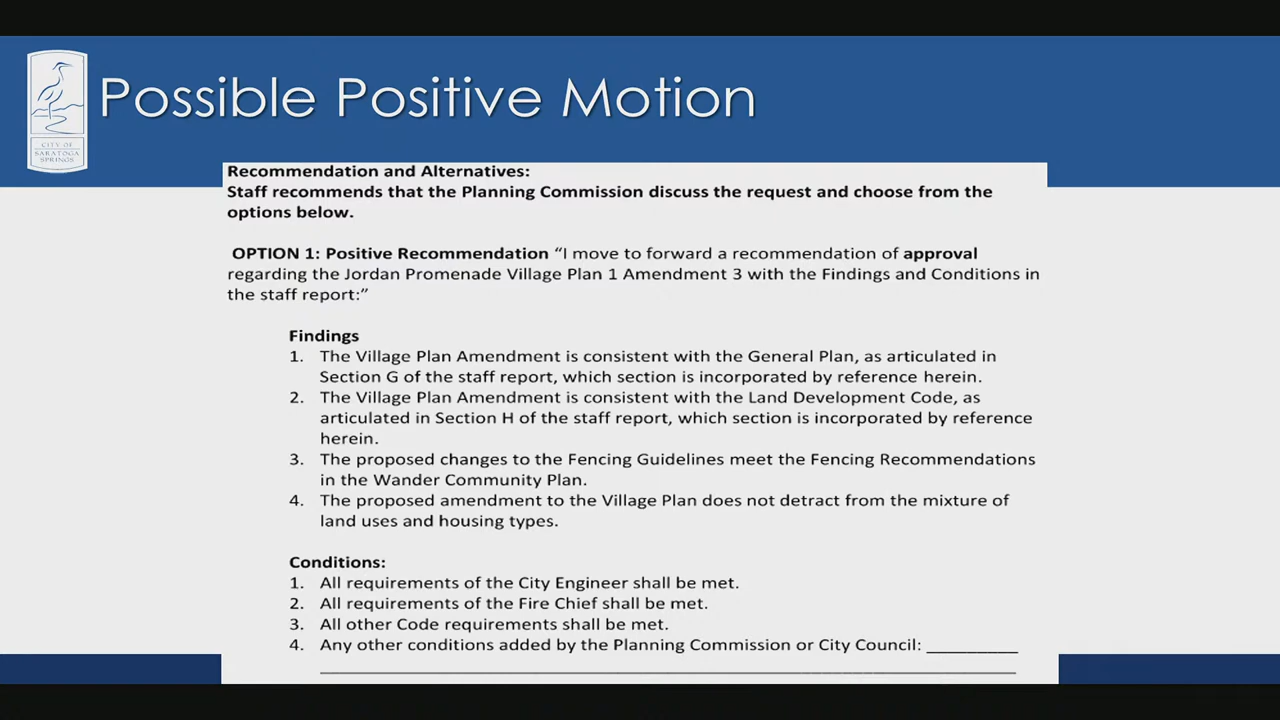 Possible Positive Motion
CITY OF
SARATOGA
SPRINGS
Recommendation and Alternatives:
Staff recommends that the Planning Commission discuss the request and choose from the
options below.
OPTION 1: Positive Recommendation “I move to forward a recommendation of approval
regarding the Jordan Promenade Village Plan 1 Amendment 3 with the Findings and Conditions in
the staff report:”
Findings
1. The Village Plan Amendment is consistent with the General Plan, as articulated in
Section G of the staff report, which section is incorporated by reference herein.
2. The Village Plan Amendment is consistent with the Land Development Code, as
articulated in Section H of the staff report, which section is incorporated by reference
herein.
3. The proposed changes to the Fencing Guidelines meet the Fencing Recommendations
in the Wander Community Plan.
4. The proposed amendment to the Village Plan does not detract from the mixture of
land uses and housing types.
Conditions:
1. All requirements of the City Engineer shall be met.
2. All requirements of the Fire Chief shall be met.
3. All other Code requirements shall be met.
4. Any other conditions added by the Planning Commission or City Council: _________